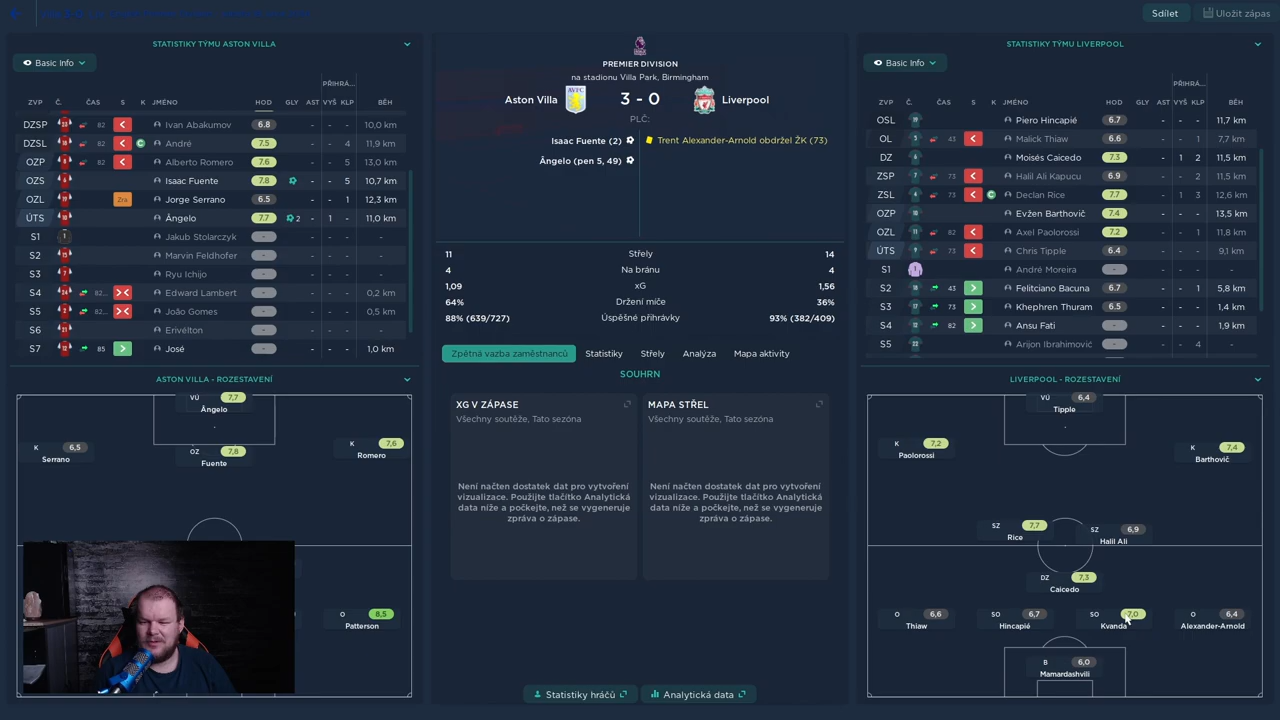 Sdílet
Uložit zápas
STATISTIKY TÝMU ASTON VILLA
Basic Info
PŘIHRÁ...
ZVP Č. ČAS S K JMÉNO HOD GLY AST VYŠ KLP BĚH
DZSP 82 Ivan Abakumov 6.8 - - - 10,0 km
DZSL 82 C André 7.5 - - 4 11,9 km
OZP 82 Alberto Romero 7.6 - - 5 13,0 km
OZS Isaac Fuente 7.8 - - 5 10,7 km
OZL Zra Jorge Serrano 6.5 - - 1 12,3 km
ÚTS Ângelo 7.7 2 - 1 - 11,0 km
S1 Jakub Stolarczyk - - - - -
S2 Marvin Feldhofer - - - - -
S3 Ryu Ichijo - - - - -
S4 82... Edward Lambert - - - - 0,2 km
S5 82... João Gomes - - - - 0,5 km
S6 Erivélton - - - - -
S7 85 José - - - - 1,0 km
PREMIER DIVISION
na stadionu Villa Park, Birmingham
Aston Villa 3 - 0 Liverpool
PLČ:
Isaac Fuente (2)
Trent Alexander-Arnold obdržel ŽK (73)
Ângelo (pen 5, 49)
11 Střely 14
4 Na bránu 4
1,09 xG 1,56
64% Držení míče 36%
88% (639/727) Úspěšné přihrávky 93% (382/409)
Zpětná vazba zaměstnanců Statistiky Střely Analýza Mapa aktivity
SOUHRN
XG V ZÁPASE
Všechny soutěže, Tato sezóna
Není načten dostatek dat pro vytvoření
vizualizace. Použijte tlačítko Analytická
data níže a počkejte, než se vygeneruje
zpráva o zápase.
MAPA STŘEL
Všechny soutěže, Tato sezóna
Není načten dostatek dat pro vytvoření
vizualizace. Použijte tlačítko Analytická
data níže a počkejte, než se vygeneruje
zpráva o zápase.
Statistiky hráčů
Analytická data
STATISTIKY TÝMU LIVERPOOL
Basic Info
PŘIHRÁ...
ZVP Č. ČAS S K JMÉNO HOD GLY AST VYŠ KLP BĚH
OSL Piero Hincapié 6.7 - - - - 11,7 km
OL 43 Malick Thiaw 6.6 - - - 1 7,7 km
DZ Moisés Caicedo 7.3 - - 1 2 11,5 km
ZSP 73 Halil Ali Kapucu 6.9 - - - 2 11,5 km
ZSL 73 C Declan Rice 7.7 - - 1 3 12,6 km
OZP Evžen Barthovič 7.4 - - - - 13,5 km
OZL 82 Axel Paolorossi 7.2 - - - - 11,8 km
ÚTS 73 Chris Tipple 6.4 - - - - 9,1 km
S1 André Moreira - - - - -
S2 43 Felitciano Bacuna 6.7 - - - 1 5,8 km
S3 73 Khephren Thuram 6.5 - - - - 1,4 km
S4 82 Ansu Fati - - - - 1,9 km
S5 Arijon Ibrahimović - - - 4 -
ASTON VILLA - ROZESTAVENÍ
VÚ 7,7
Ângelo
K 6,5
Serrano
OZ 7,8
Fuente
K 7,6
Romero
O 8,5
Patterson
LIVERPOOL - ROZESTAVENÍ
VÚ 6,4
Tipple
K 7,2
Paolorossi
K 7,4
Barthovič
SZ 7,7
Rice
SZ 6,9
Halil Ali
DZ 7,3
Caicedo
O 6,6
Thiaw
SO 6,7
Hincapié
SO 7,0
Kvanda
O 6,4
Alexander-Arnold
B 6,0
Mamardashvili